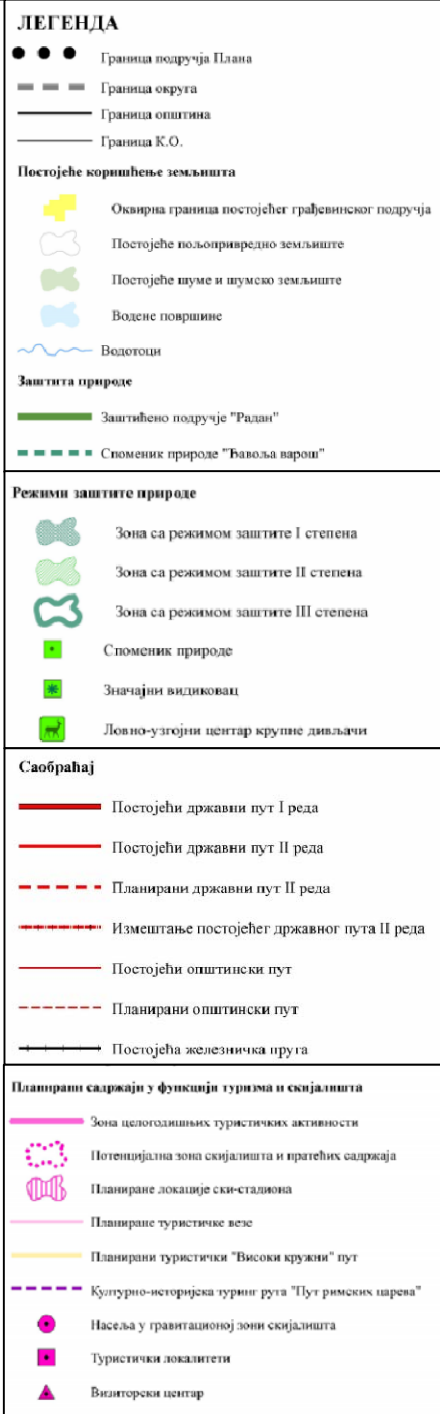 ЛЕГЕНДА
Граница подручја Плана
Граница округа
Граница општина
Граница К.О.
Постојеће коришћење земљишта
Оквирна граница постојећег грађевинског подручја
Постојеће пољопривредно земљиште
Постојеће шуме и шумско земљиште
Водене површине
Водотоци
Заштита природе
Заштићено подручје "Радан"
Споменик природе "Ђавоља варош"
Режими заштите природе
Зона са режимом заштите I степена
Зона са режимом заштите II степена
Зона са режимом заштите III степена
Споменик природе
Значајни видиковац
Ловно-узгојни центар крупне дивљачи
Саобраћај
Постојећи државни пут I реда
Постојећи државни пут II реда
Планирани државни пут II реда
Измештање постојећег државног пута II реда
Постојећи општински пут
Планирани општински пут
Постојећа железничка пруга
Планирани садржаји у функцији туризма и скијалишта
Зона целогодишњих туристичких активности
Потенцијална зона скијалишта и пратећих садржаја
Планиране локације ски-стадиона
Планиране туристичке везе
Планирани туристички "Високи кружни" пут
Културно-историјска туринг рута "Пут римских царева"
Насеља у гравитационој зони скијалишта
Туристички локалитети
Визиторски центар